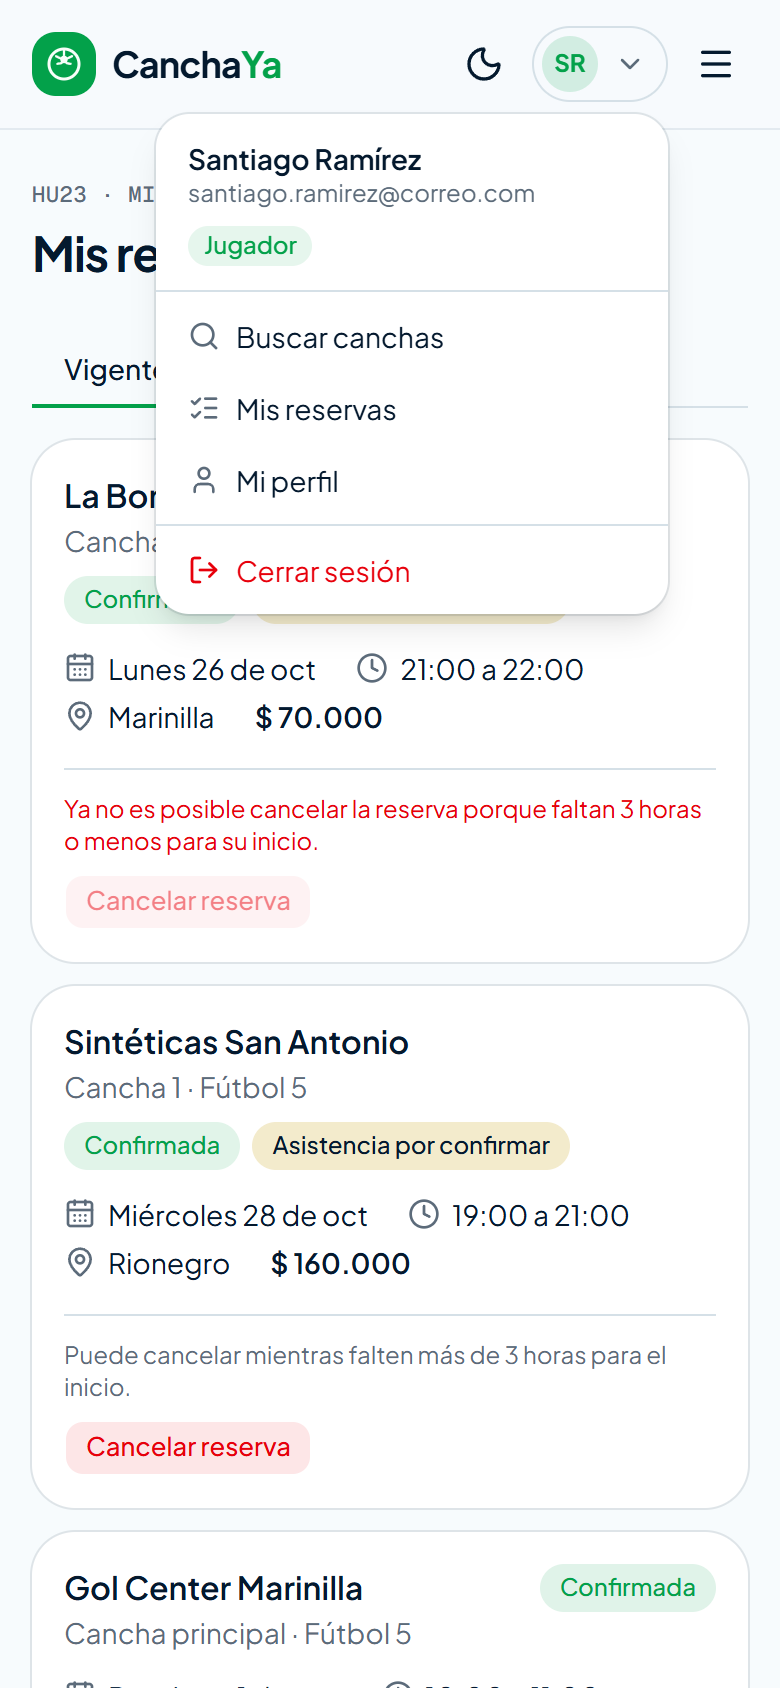 CanchaYa
SR
Santiago Ramírez
santiago.ramirez@correo.com
Jugador
HU23 · MI
Mis re
Buscar canchas
Vigent
Mis reservas
Mi perfil
Cerrar sesión
La Bo
Canch
Confir
Lunes 26 de oct 21:00 a 22:00
Marinilla $ 70.000
Ya no es posible cancelar la reserva porque faltan 3 horas
o menos para su inicio.
Cancelar reserva
Sintéticas San Antonio
Cancha 1 · Fútbol 5
Confirmada Asistencia por confirmar
Miércoles 28 de oct 19:00 a 21:00
Rionegro $ 160.000
Puede cancelar mientras falten más de 3 horas para el
inicio.
Cancelar reserva
Gol Center Marinilla Confirmada
Cancha principal · Fútbol 5